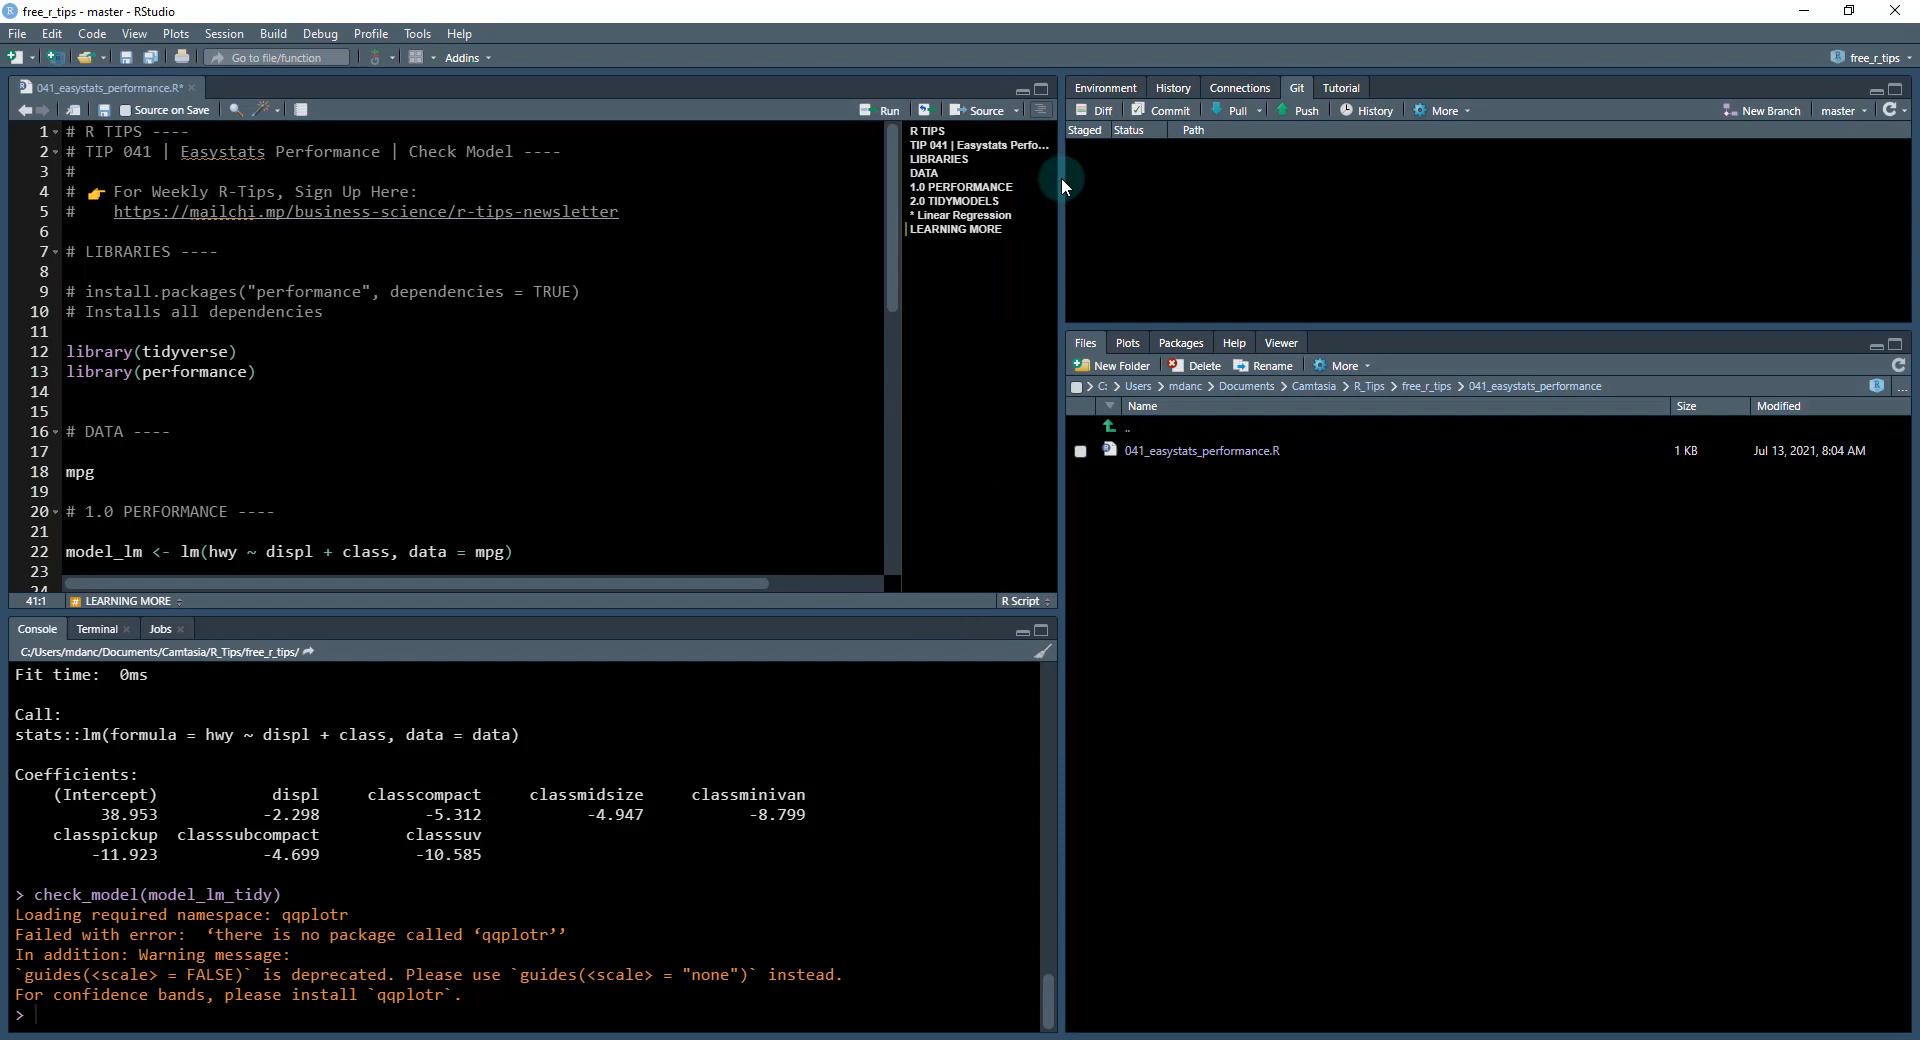 free_r_tips - master - RStudio
File Edit Code View Plots Session Build Debug Profile Tools Help
Go to file/function Addins free_r_tips
041_easystats_performance.R*
Source on Save Run Source
1 # R TIPS ----
2 # TIP 041 | Easystats Performance | Check Model ----
3 #
4 # 👉 For Weekly R-Tips, Sign Up Here:
5 # https://mailchi.mp/business-science/r-tips-newsletter
6
7 # LIBRARIES ----
8
9 # install.packages("performance", dependencies = TRUE)
10 # Installs all dependencies
11
12 library(tidyverse)
13 library(performance)
14
15
16 # DATA ----
17
18 mpg
19
20 # 1.0 PERFORMANCE ----
21
22 model_lm <- lm(hwy ~ displ + class, data = mpg)
23
24
R TIPS
TIP 041 | Easystats Perfo...
LIBRARIES
DATA
1.0 PERFORMANCE
2.0 TIDYMODELS
* Linear Regression
LEARNING MORE
41:1 # LEARNING MORE R Script
Console Terminal Jobs
C:/Users/mdanc/Documents/Camtasia/R_Tips/free_r_tips/
Fit time:  0ms
Call:
stats::lm(formula = hwy ~ displ + class, data = data)
Coefficients:
(Intercept) displ classcompact classmidsize classminivan
38.953 -2.298 -5.312 -4.947 -8.799
classpickup classsubcompact classsuv
-11.923 -4.699 -10.585
> check_model(model_lm_tidy)
Loading required namespace: qqplotr
Failed with error:  ‘there is no package called ‘qqplotr’’
In addition: Warning message:
`guides(<scale> = FALSE)` is deprecated. Please use `guides(<scale> = "none")` instead.
For confidence bands, please install `qqplotr`.
>
Environment History Connections Git Tutorial
Diff Commit Pull Push History More New Branch master
Staged Status Path
Files Plots Packages Help Viewer
New Folder Delete Rename More
C: > Users > mdanc > Documents > Camtasia > R_Tips > free_r_tips > 041_easystats_performance ...
Name Size Modified
..
041_easystats_performance.R 1 KB Jul 13, 2021, 8:04 AM